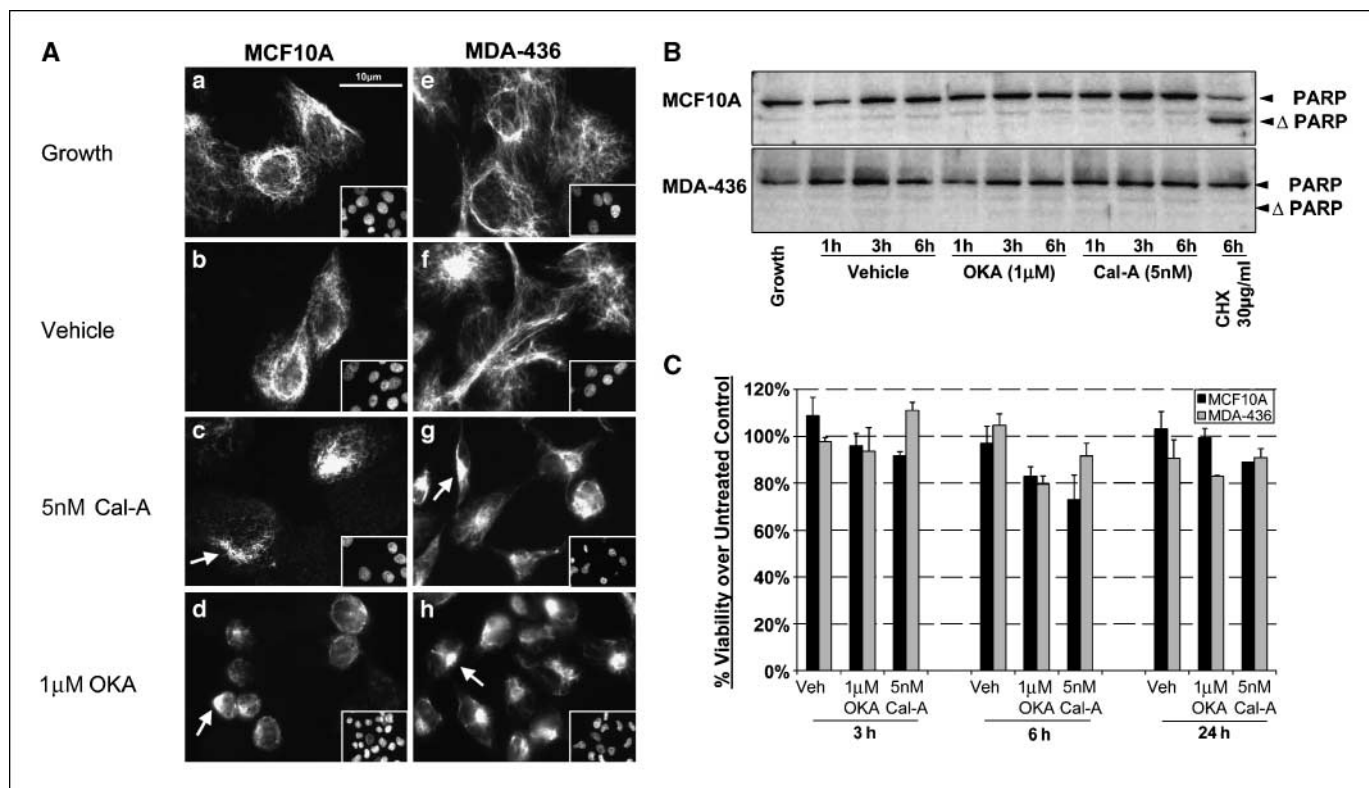 A
MCF10A
MDA-436
a
10µm
e
Growth
b
f
Vehicle
c
g
5nM Cal-A
d
h
1µM OKA
B
MCF10A
PARP
Δ PARP
MDA-436
PARP
Δ PARP
1h 3h 6h 1h 3h 6h 1h 3h 6h 6h
Growth
Vehicle
OKA (1µM)
Cal-A (5nM)
CHX
30µg/ml
C
% Viability over Untreated Control
120%
100%
80%
60%
40%
20%
0%
MCF10A
MDA-436
Veh 1µM 5nM Veh 1µM 5nM Veh 1µM 5nM
OKA Cal-A OKA Cal-A OKA Cal-A
3 h 6 h 24 h